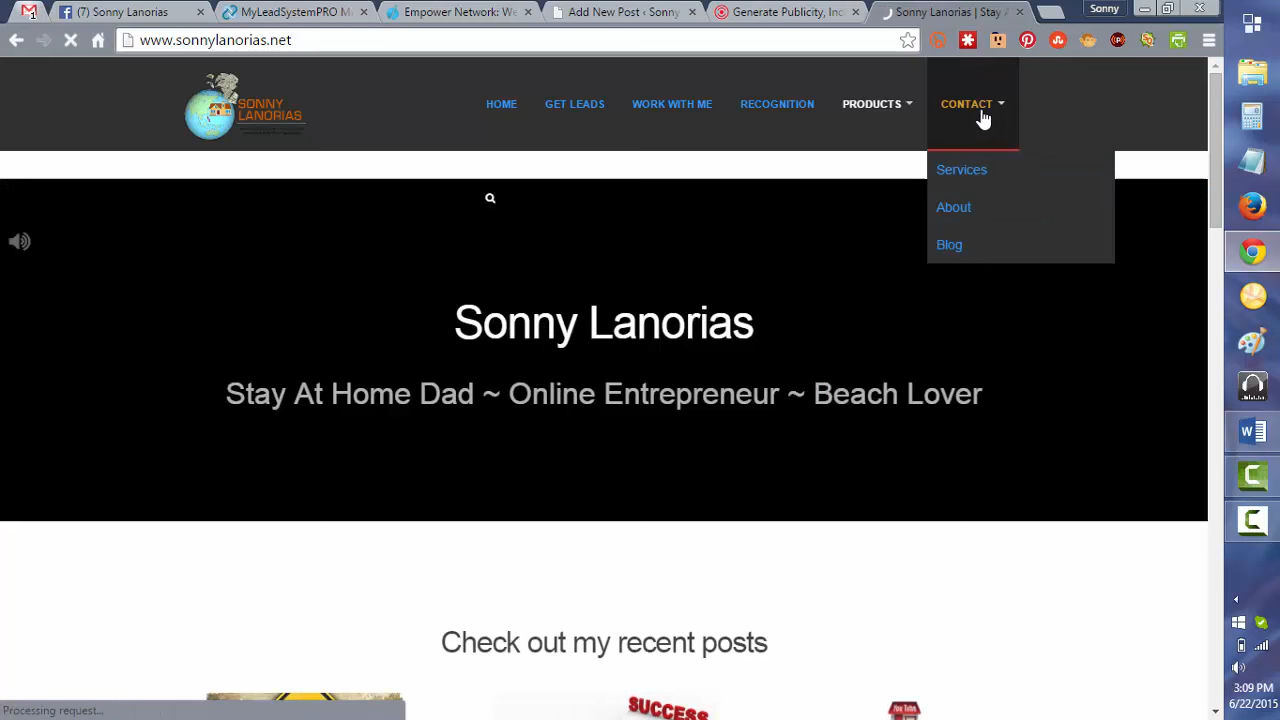 1
(7) Sonny Lanorias
MyLeadSystemPRO M
Empower Network: We
Add New Post ‹ Sonny
Generate Publicity, Inc
Sonny Lanorias | Stay A
Sonny
www.sonnylanorias.net
SONNY
LANORIAS
HOME
GET LEADS
WORK WITH ME
RECOGNITION
PRODUCTS
CONTACT
Services
About
Blog
Sonny Lanorias
Stay At Home Dad ~ Online Entrepreneur ~ Beach Lover
Check out my recent posts
SUCCESS
Processing request...
3:09 PM
6/22/2015